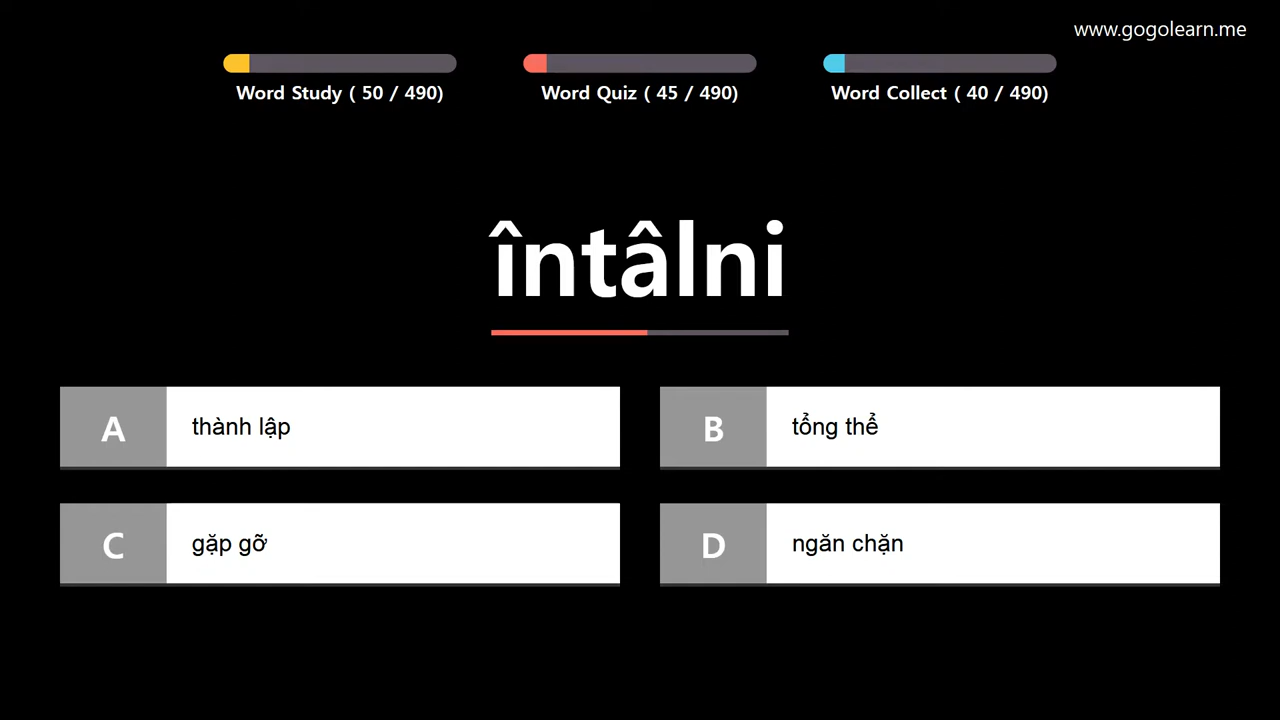 www.gogolearn.me
Word Study ( 50 / 490)
Word Quiz ( 45 / 490)
Word Collect ( 40 / 490)
întâlni
A
thành lập
B
tổng thể
C
gặp gỡ
D
ngăn chặn